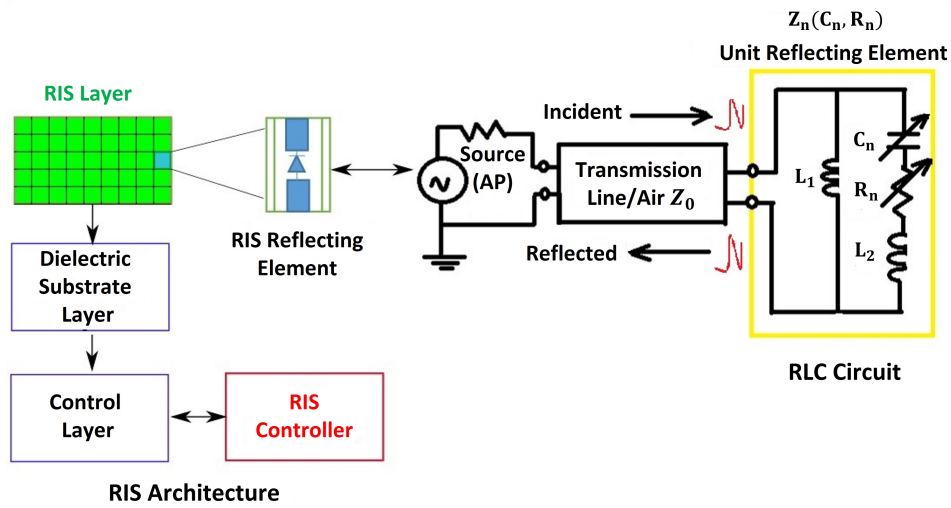 RIS Layer
Dielectric
Substrate
Layer
Control
Layer
RIS
Controller
RIS Architecture
RIS Reflecting
Element
Source
(AP)
Incident
Transmission
Line/Air Z₀
Reflected
Zₙ(Cₙ, Rₙ)
Unit Reflecting Element
Cₙ
L₁
Rₙ
L₂
RLC Circuit